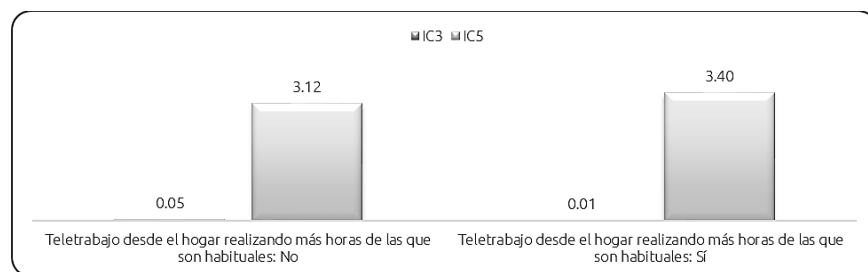 IC3 IC5
3.12
3.40
0.05
0.01
Teletrabajo desde el hogar realizando más horas de las que
son habituales: No
Teletrabajo desde el hogar realizando más horas de las que
son habituales: Sí